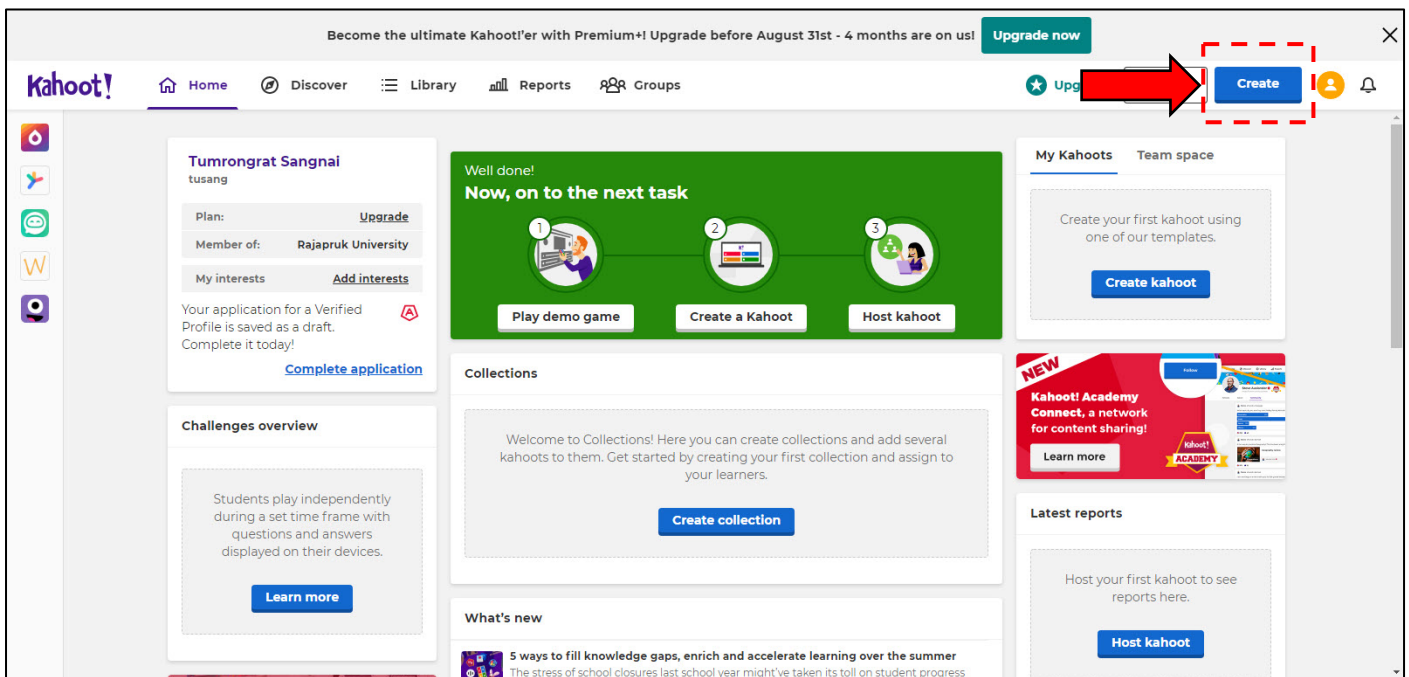 Become the ultimate Kahoot!'er with Premium+! Upgrade before August 31st - 4 months are on us! Upgrade now
Kahoot! Home Discover Library Reports Groups Create
Tumrongrat Sangnai
tusang
Plan: Upgrade
Member of: Rajapruk University
My interests Add interests
Your application for a Verified
Profile is saved as a draft.
Complete it today!
Complete application
Challenges overview
Students play independently
during a set time frame with
questions and answers
displayed on their devices.
Learn more
Well done!
Now, on to the next task
1 2 3
Play demo game Create a Kahoot Host kahoot
Collections
Welcome to Collections! Here you can create collections and add several
kahoots to them. Get started by creating your first collection and assign to
your learners.
Create collection
What's new
5 ways to fill knowledge gaps, enrich and accelerate learning over the summer
The stress of school closures last school year might've taken its toll on student progress
My Kahoots Team space
Create your first kahoot using
one of our templates.
Create kahoot
NEW
Kahoot! Academy
Connect, a network
for content sharing!
Learn more
Follow
Kahoot!
ACADEMY
Latest reports
Host your first kahoot to see
reports here.
Host kahoot